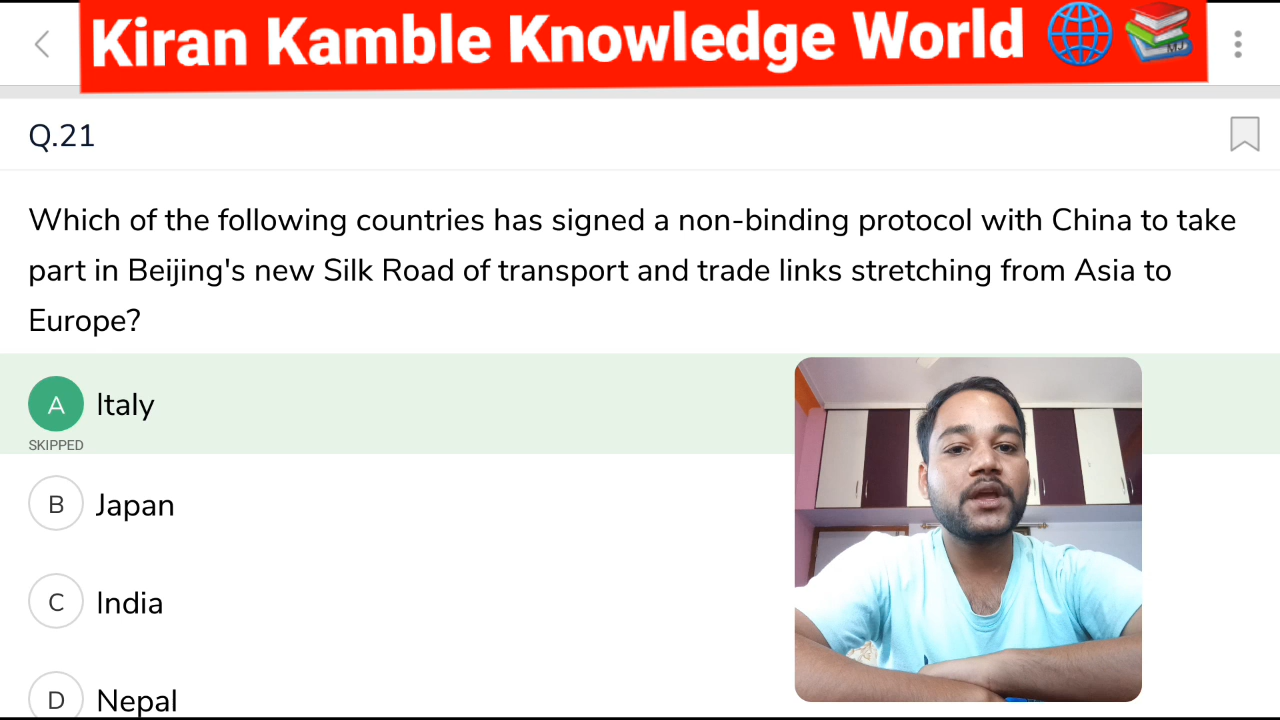 Kiran Kamble Knowledge World
MJ
Q.21
Which of the following countries has signed a non-binding protocol with China to take
part in Beijing's new Silk Road of transport and trade links stretching from Asia to
Europe?
A Italy
SKIPPED
B Japan
C India
D Nepal